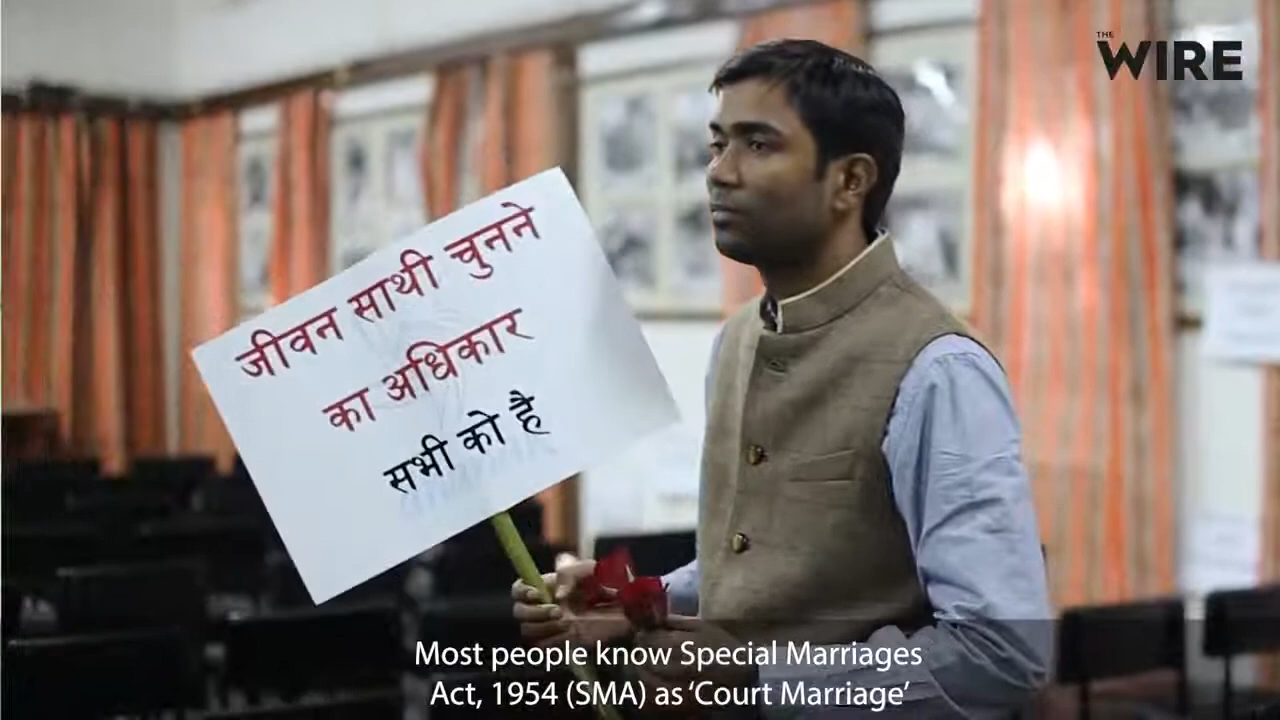 THE
WIRE
जीवन साथी चुनने
का अधिकार
सभी को है
Most people know Special Marriages
Act, 1954 (SMA) as ‘Court Marriage’